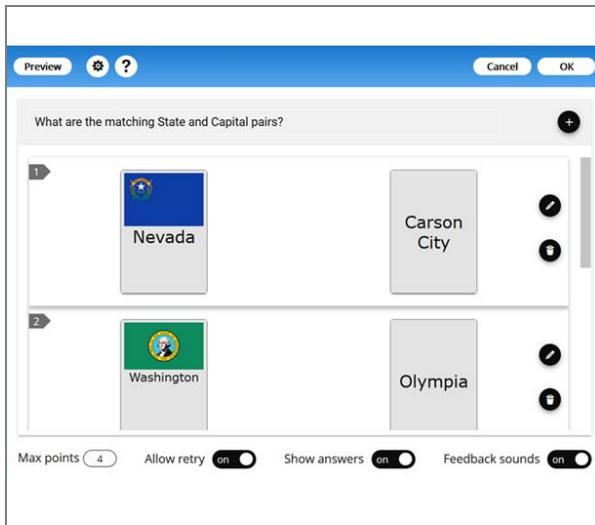 Preview ?
Cancel OK
What are the matching State and Capital pairs?
+
1
Nevada
Carson
City
2
Washington
Olympia
Max points 4 Allow retry on Show answers on Feedback sounds on